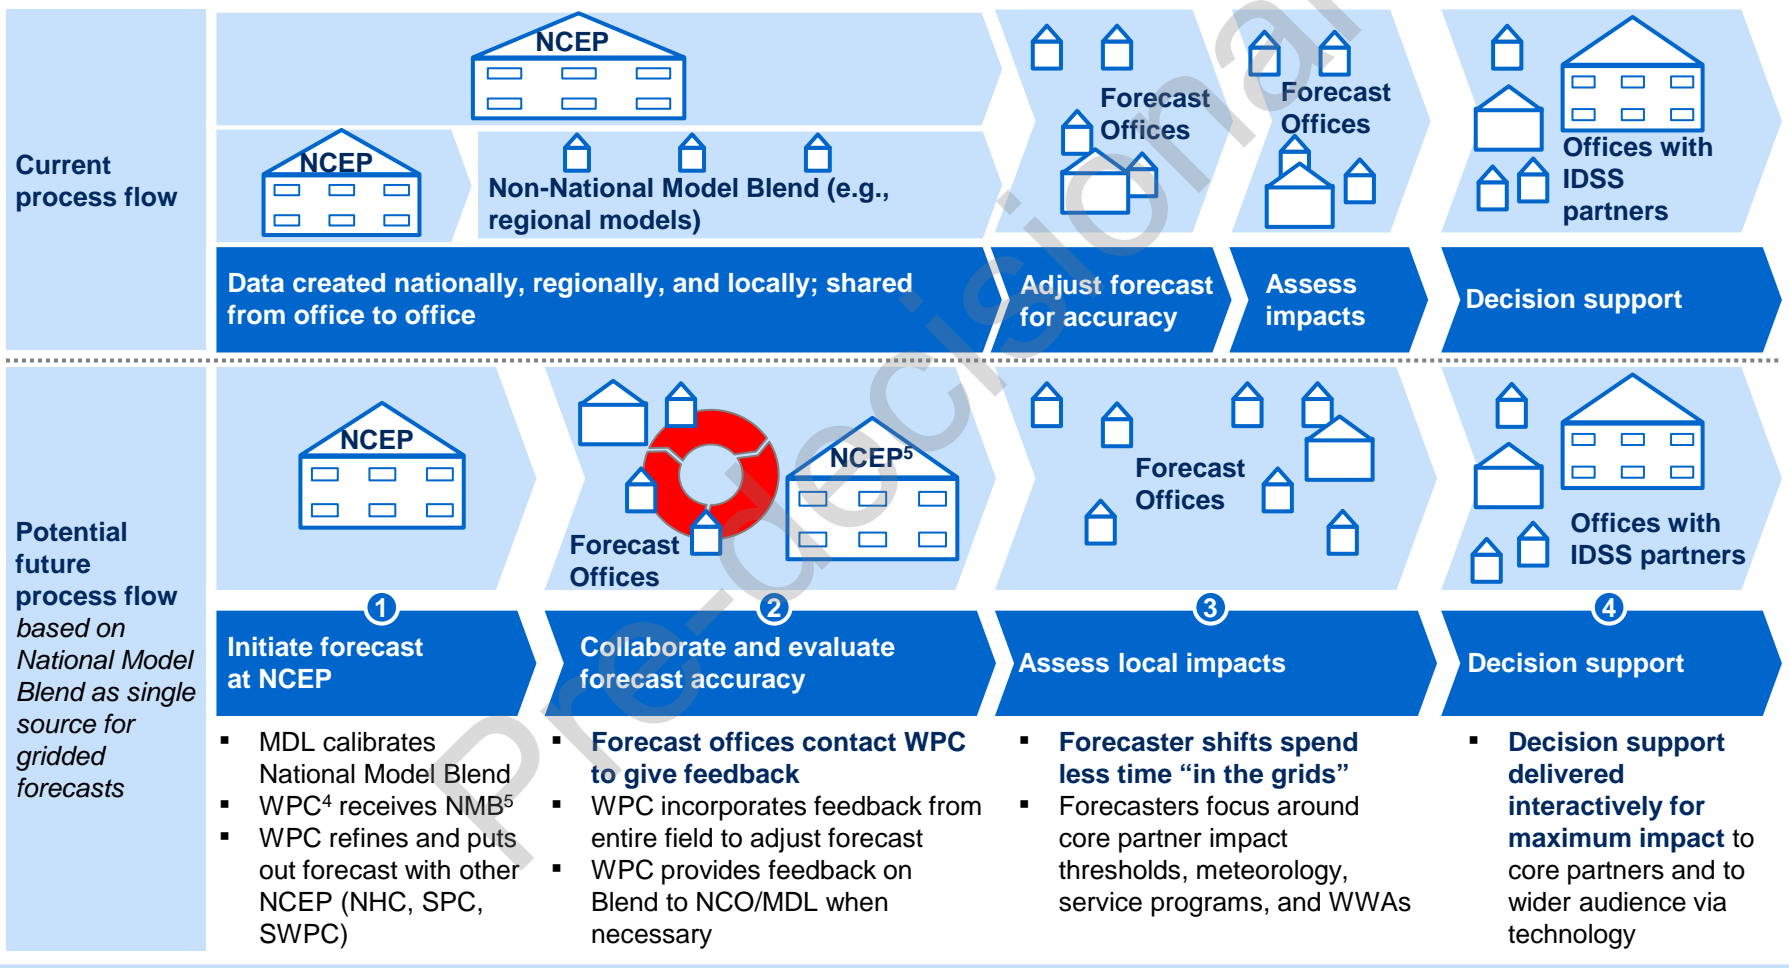 Current
process flow
NCEP
NCEP
Non-National Model Blend (e.g.,
regional models)
Forecast
Offices
Forecast
Offices
Offices with
IDSS
partners
Data created nationally, regionally, and locally; shared
from office to office
Adjust forecast
for accuracy
Assess
impacts
Decision support
Potential
future
process flow
based on
National Model
Blend as single
source for
gridded
forecasts
NCEP
Forecast
Offices
NCEP⁵
Forecast
Offices
Offices with
IDSS partners
1
Initiate forecast
at NCEP
2
Collaborate and evaluate
forecast accuracy
3
Assess local impacts
4
Decision support
▪ MDL calibrates
National Model Blend
▪ WPC⁴ receives NMB⁵
▪ WPC refines and puts
out forecast with other
NCEP (NHC, SPC,
SWPC)
▪ Forecast offices contact WPC
to give feedback
▪ WPC incorporates feedback from
entire field to adjust forecast
▪ WPC provides feedback on
Blend to NCO/MDL when
necessary
▪ Forecaster shifts spend
less time “in the grids”
▪ Forecasters focus around
core partner impact
thresholds, meteorology,
service programs, and WWAs
▪ Decision support
delivered
interactively for
maximum impact to
core partners and to
wider audience via
technology
Pre-decisional